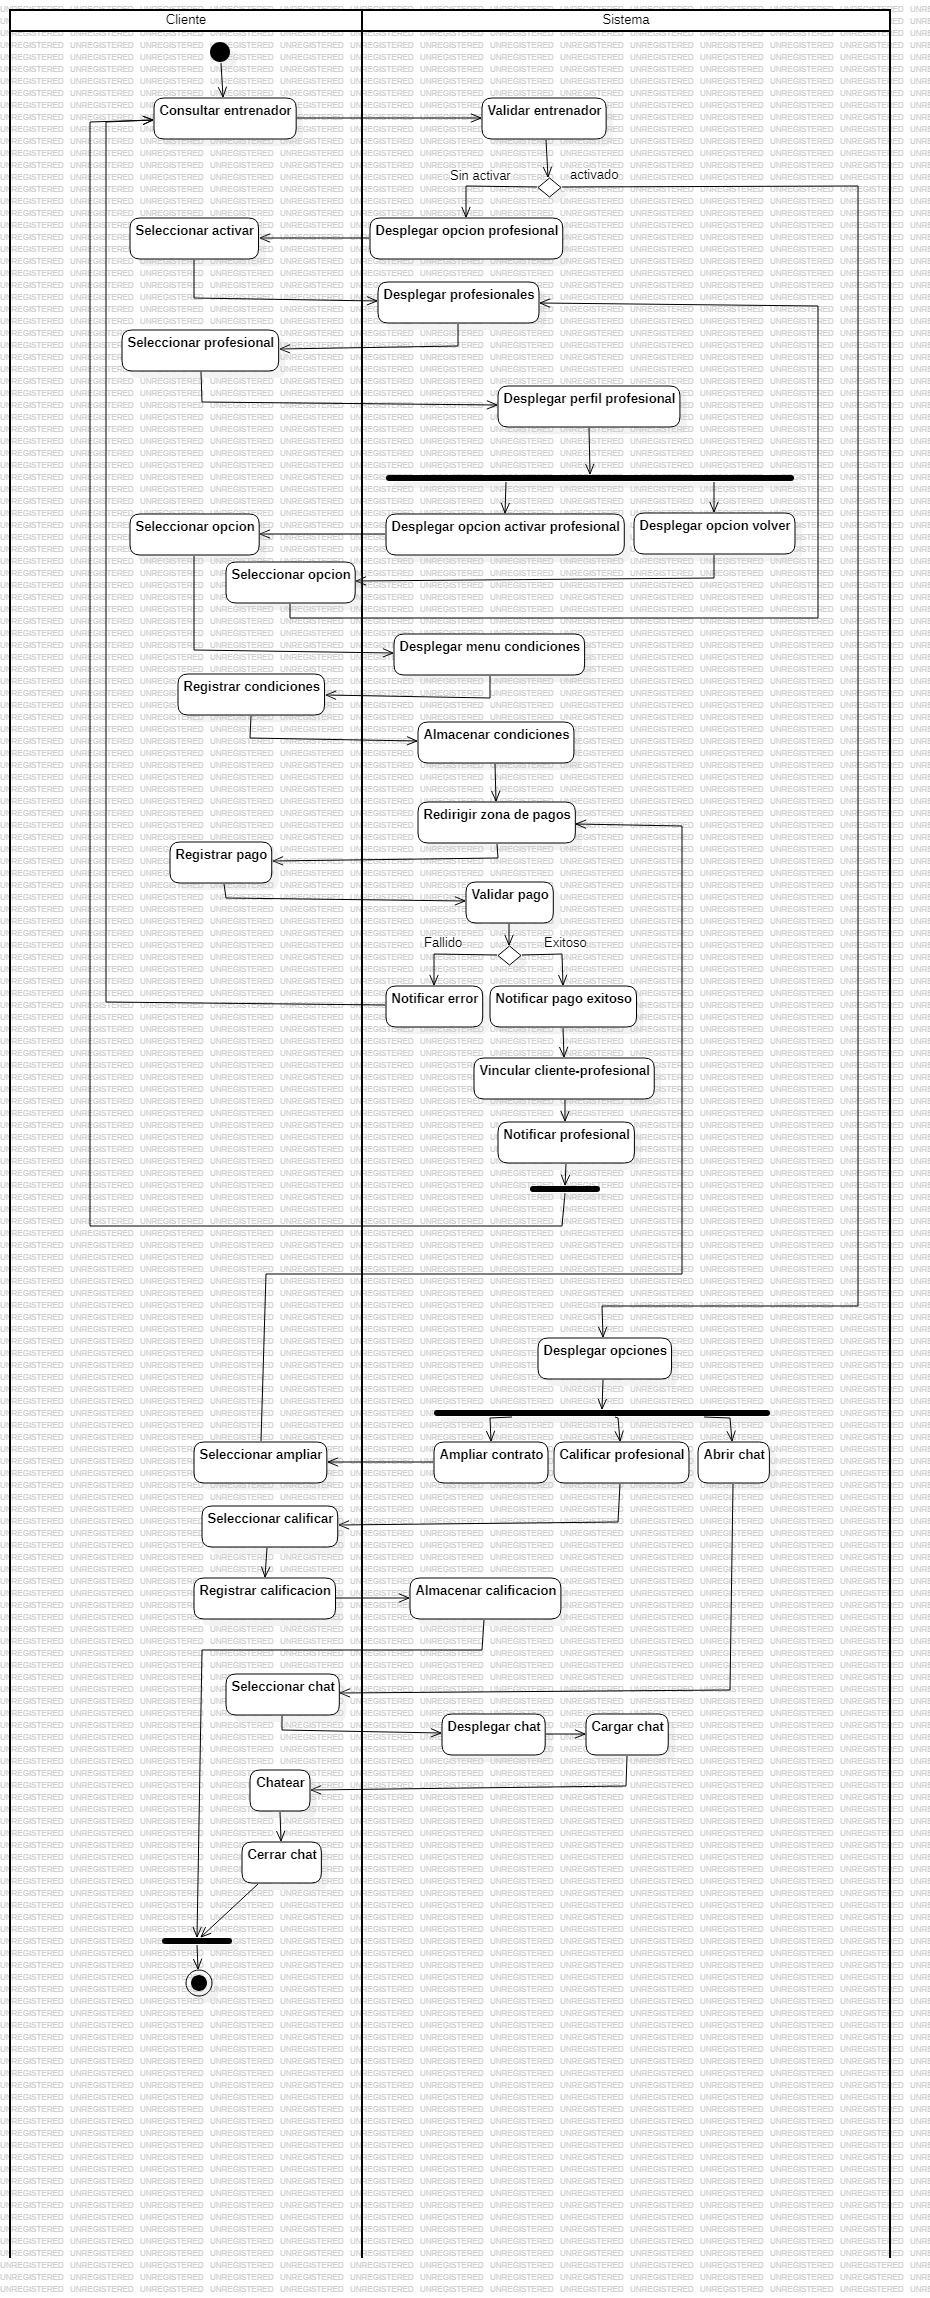 Cliente
Sistema
Consultar entrenador
Validar entrenador
Sin activar
activado
Seleccionar activar
Desplegar opcion profesional
Desplegar profesionales
Seleccionar profesional
Desplegar perfil profesional
Seleccionar opcion
Desplegar opcion activar profesional
Desplegar opcion volver
Seleccionar opcion
Desplegar menu condiciones
Registrar condiciones
Almacenar condiciones
Redirigir zona de pagos
Registrar pago
Validar pago
Fallido
Exitoso
Notificar error
Notificar pago exitoso
Vincular cliente-profesional
Notificar profesional
Desplegar opciones
Seleccionar ampliar
Ampliar contrato
Calificar profesional
Abrir chat
Seleccionar calificar
Registrar calificacion
Almacenar calificacion
Seleccionar chat
Desplegar chat
Cargar chat
Chatear
Cerrar chat
UNREGISTERED